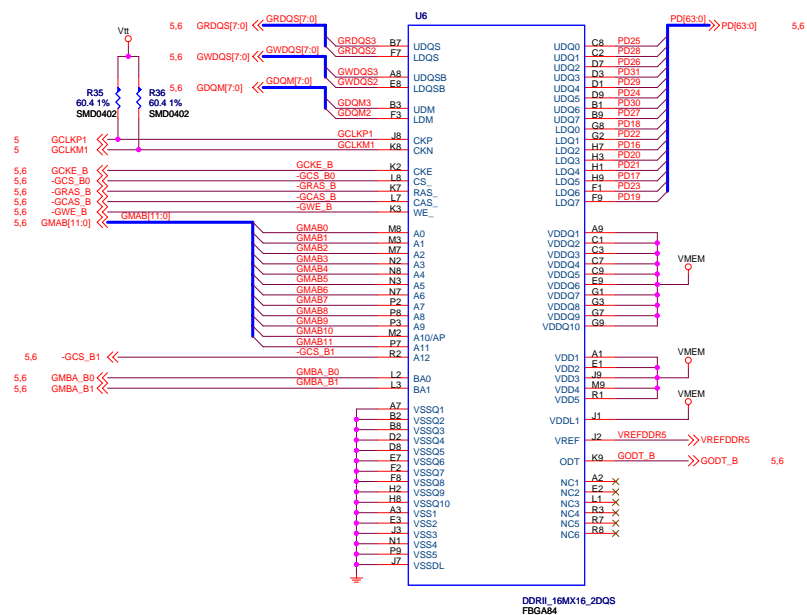 U6
5,6 GRDQS[7:0] GRDQS[7:0] GRDQS3 B7 UDQS UDQ0 C8 PD25 PD[63:0] PD[63:0] 5,6
GRDQS2 F7 LDQS UDQ1 C2 PD28
Vtt
UDQ2 D7 PD26
5,6 GWDQS[7:0] GWDQS[7:0] GWDQS3 A8 UDQSB UDQ3 D3 PD31
GWDQS2 E8 LDQSB UDQ4 D1 PD29
5,6 GDQM[7:0] GDQM[7:0] UDQ5 D9 PD24
R35 R36
60.4 1% 60.4 1%
SMD0402 SMD0402
GDQM3 B3 UDM UDQ6 B1 PD30
GDQM2 F3 LDM UDQ7 B9 PD27
LDQ0 G8 PD18
5 GCLKP1 GCLKP1 J8 CKP LDQ1 G2 PD22
5 GCLKM1 GCLKM1 K8 CKN LDQ2 H7 PD16
LDQ3 H3 PD20
5,6 GCKE_B GCKE_B K2 CKE LDQ4 H1 PD21
5,6 -GCS_B0 -GCS_B0 L8 CS_ LDQ5 H9 PD17
5,6 -GRAS_B -GRAS_B K7 RAS_ LDQ6 F1 PD23
5,6 -GCAS_B -GCAS_B L7 CAS_ LDQ7 F9 PD19
5,6 -GWE_B -GWE_B K3 WE_
5,6 GMAB[11:0] GMAB[11:0]
GMAB0 M8 A0 VDDQ1 A9
GMAB1 M3 A1 VDDQ2 C1
GMAB2 M7 A2 VDDQ3 C3
GMAB3 N2 A3 VDDQ4 C7 VMEM
GMAB4 N8 A4 VDDQ5 C9
GMAB5 N3 A5 VDDQ6 E9
GMAB6 N7 A6 VDDQ7 G1
GMAB7 P2 A7 VDDQ8 G3
GMAB8 P8 A8 VDDQ9 G7
GMAB9 P3 A9 VDDQ10 G9
GMAB10 M2 A10/AP
GMAB11 P7 A11
5,6 -GCS_B1 -GCS_B1 R2 A12 VDD1 A1 VMEM
VDD2 E1
5,6 GMBA_B0 GMBA_B0 L2 BA0 VDD3 J9
5,6 GMBA_B1 GMBA_B1 L3 BA1 VDD4 M9
VDD5 R1 VMEM
A7 VSSQ1
B2 VSSQ2 VDDL1 J1
B8 VSSQ3
D2 VSSQ4 VREF J2 VREFDDR5 VREFDDR5
D8 VSSQ5
E7 VSSQ6 ODT K9 GODT_B GODT_B 5,6
F2 VSSQ7
F8 VSSQ8 NC1 A2
H2 VSSQ9 NC2 E2
H8 VSSQ10 NC3 L1
A3 VSS1 NC4 R3
E3 VSS2 NC5 R7
J3 VSS3 NC6 R8
N1 VSS4
P9 VSS5
J7 VSSDL
DDRII_16MX16_2DQS
FBGA84